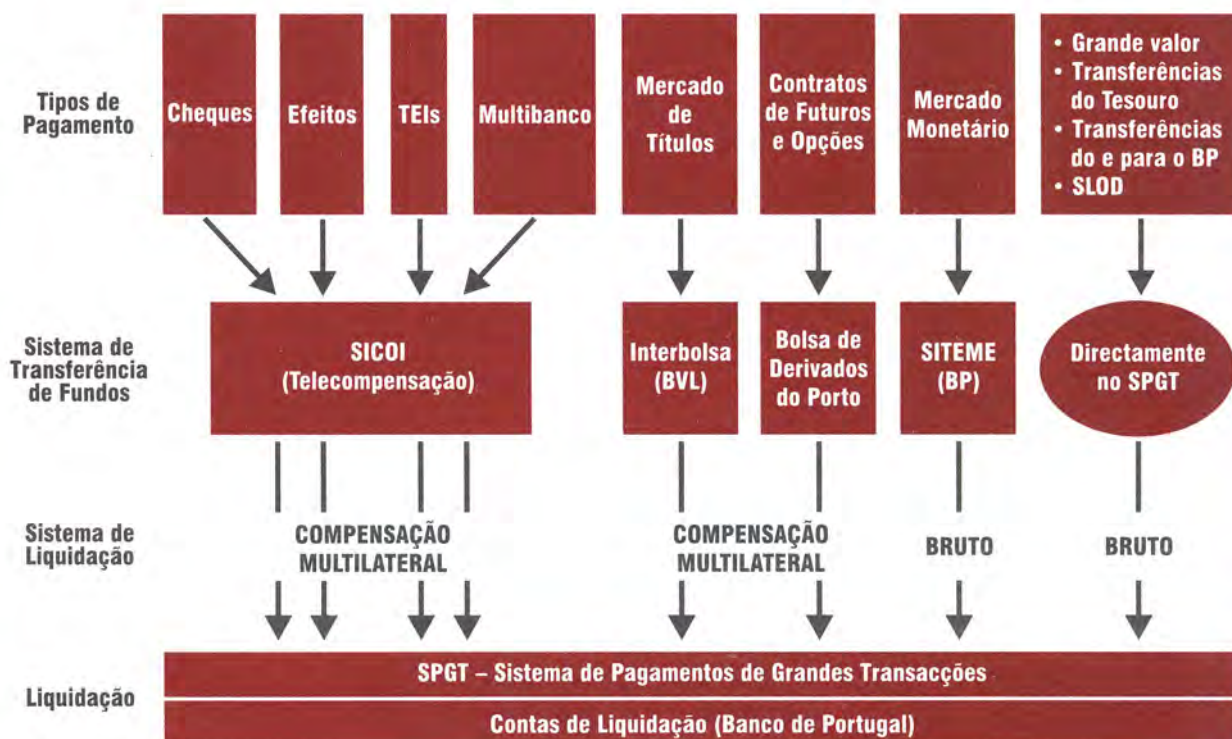 Tipos de
Pagamento
Cheques
Efeitos
TEIs
Multibanco
Mercado
de
Títulos
Contratos
de Futuros
e Opções
Mercado
Monetário
• Grande valor
• Transferências
do Tesouro
• Transferências
do e para o BP
• SLOD
Sistema de
Transferência
de Fundos
SICOI
(Telecompensação)
Interbolsa
(BVL)
Bolsa de
Derivados
do Porto
SITEME
(BP)
Directamente
no SPGT
Sistema de
Liquidação
COMPENSAÇÃO
MULTILATERAL
COMPENSAÇÃO
MULTILATERAL
BRUTO
BRUTO
Liquidação
SPGT – Sistema de Pagamentos de Grandes Transacções
Contas de Liquidação (Banco de Portugal)